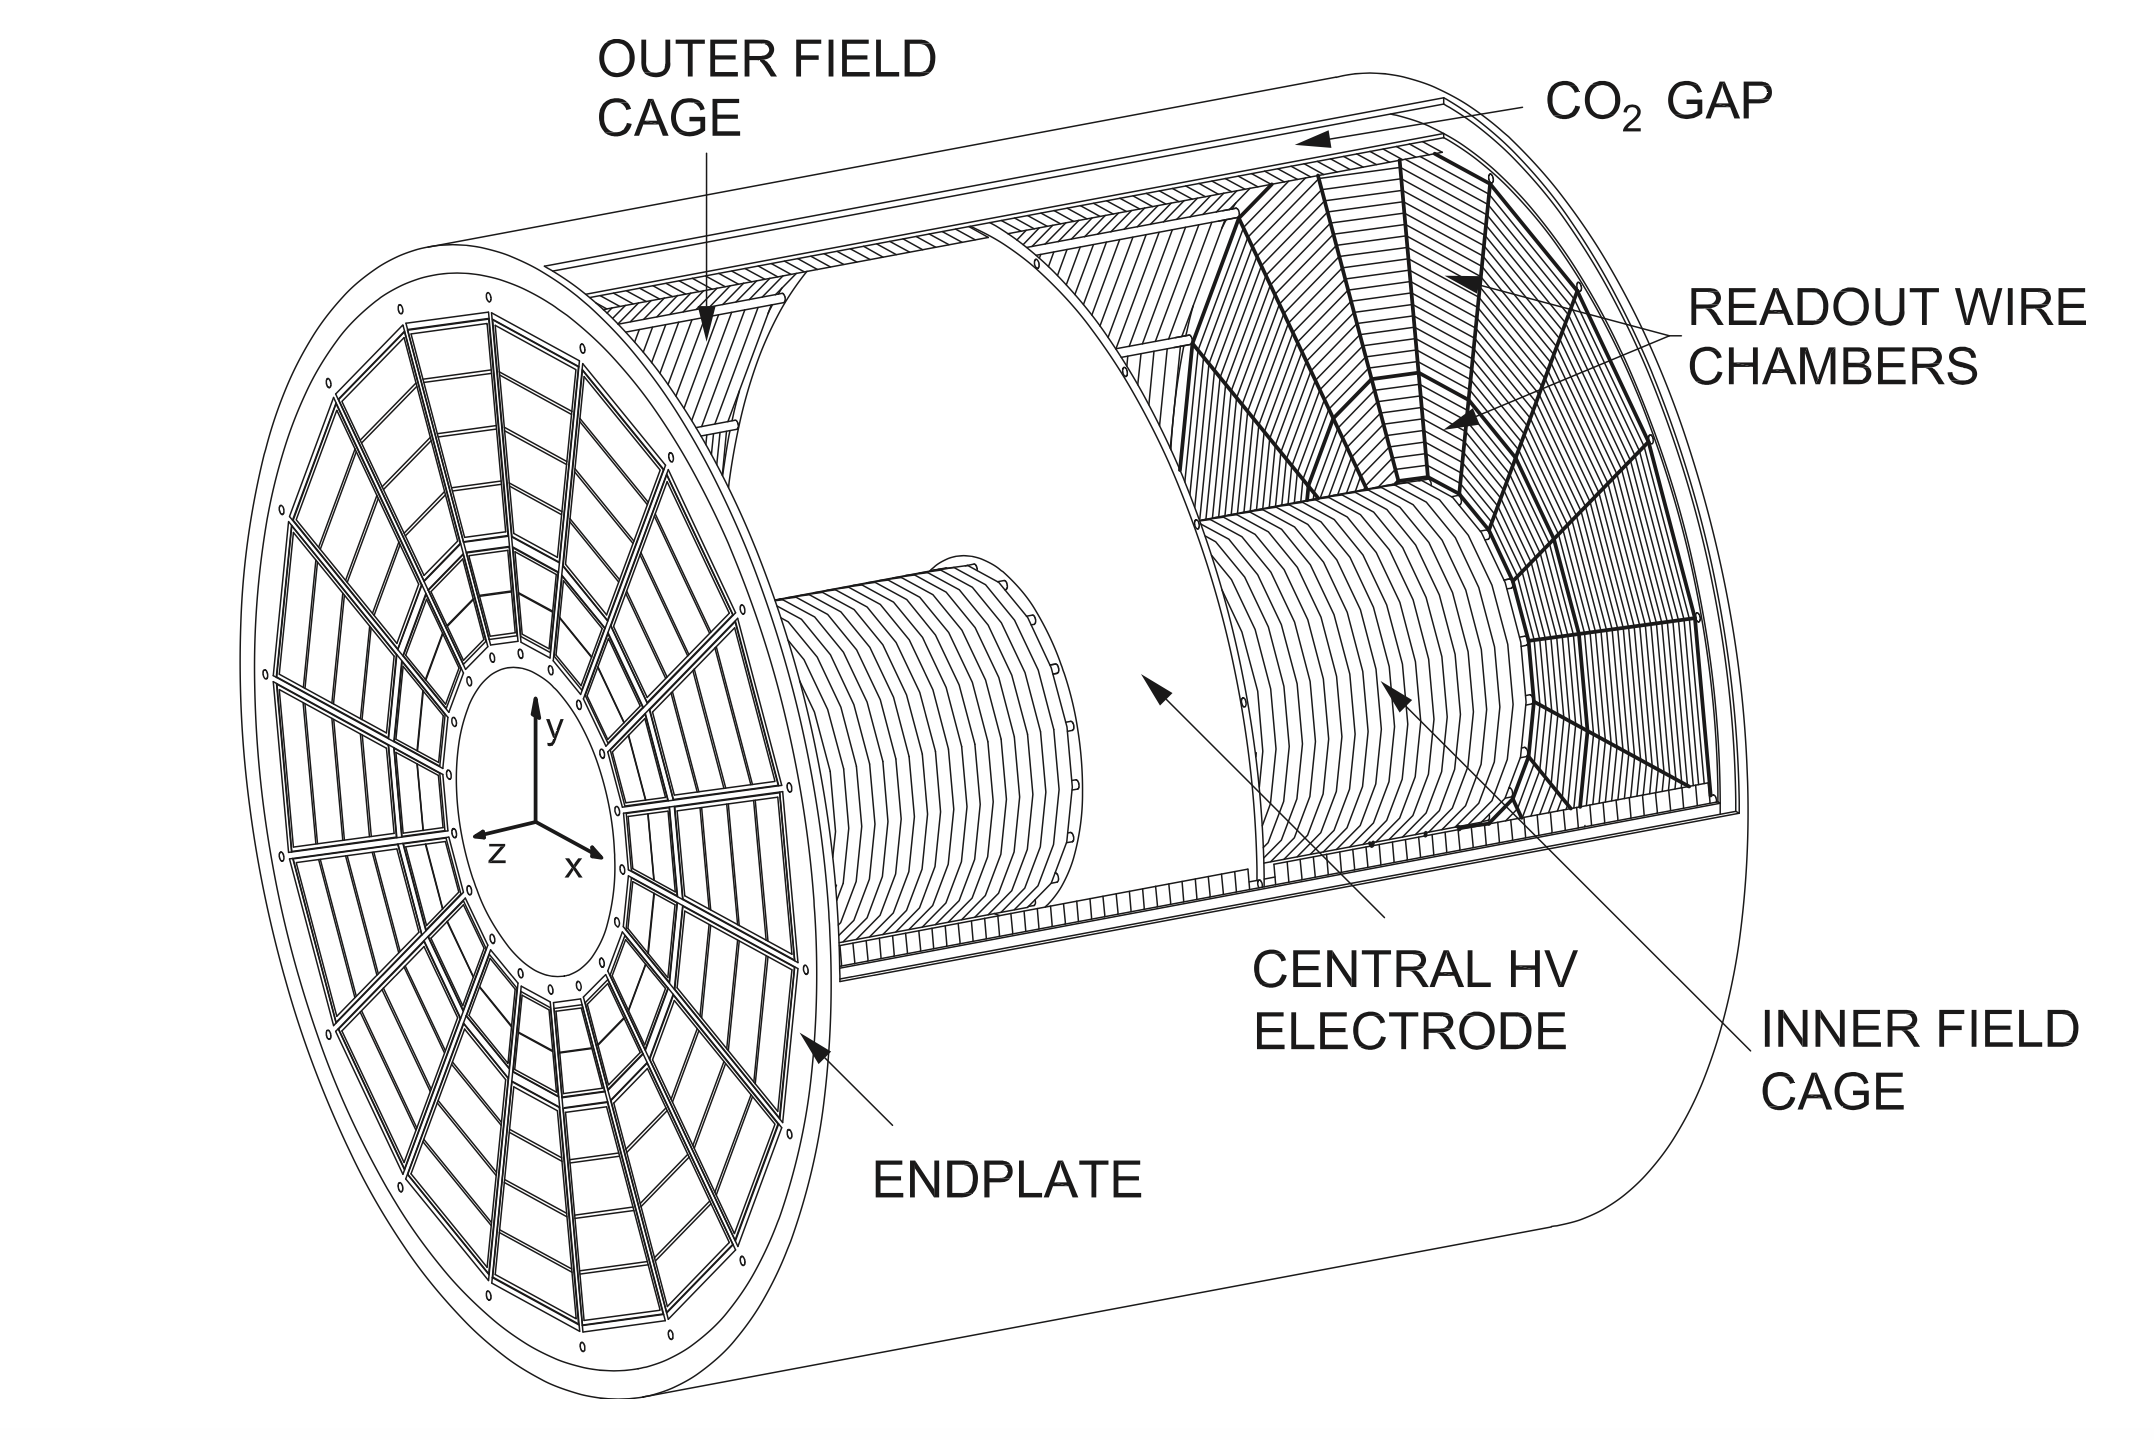 OUTER FIELD
CAGE
CO₂ GAP
READOUT WIRE
CHAMBERS
y
z
x
CENTRAL HV
ELECTRODE
INNER FIELD
CAGE
ENDPLATE